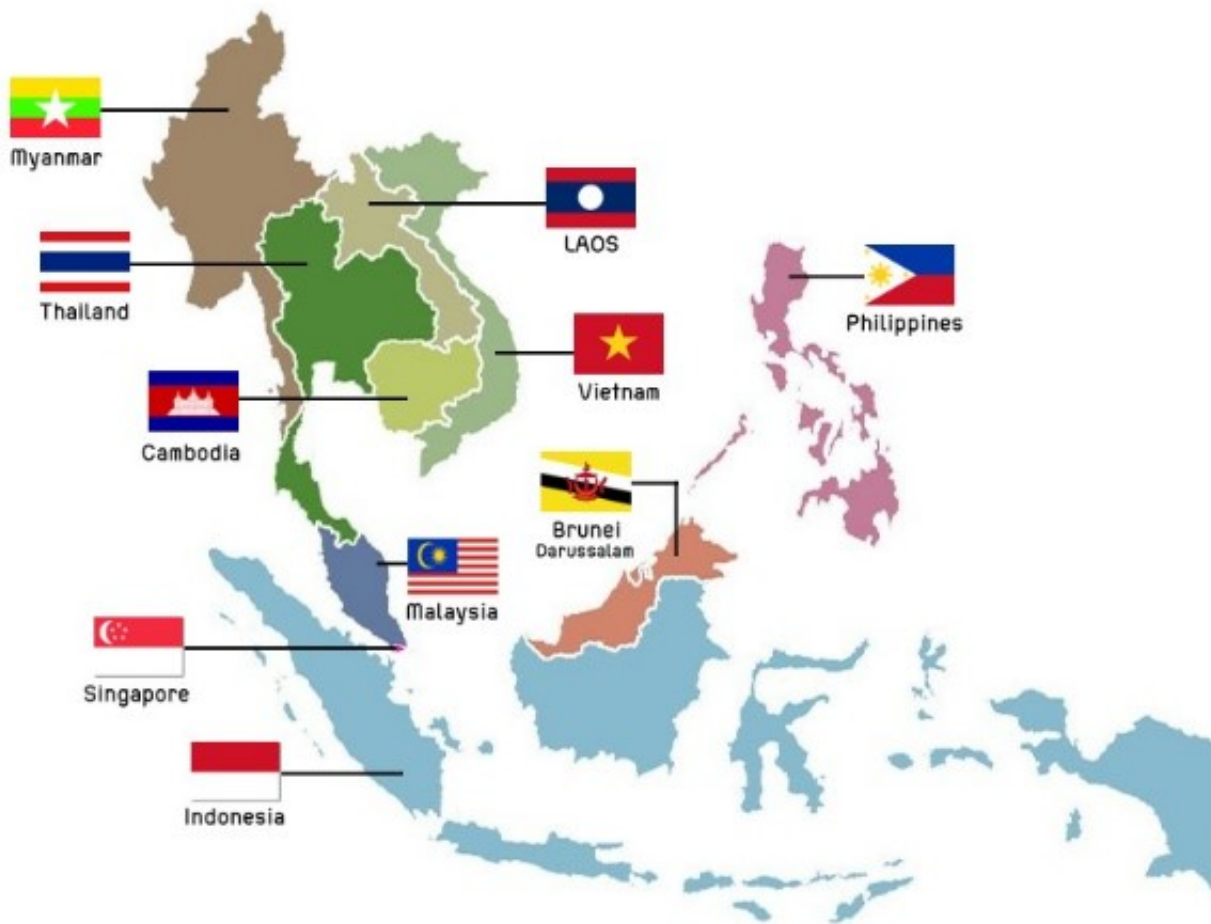 Myanmar
LAOS
Thailand
Philippines
Vietnam
Cambodia
Brunei
Darussalam
Malaysia
Singapore
Indonesia